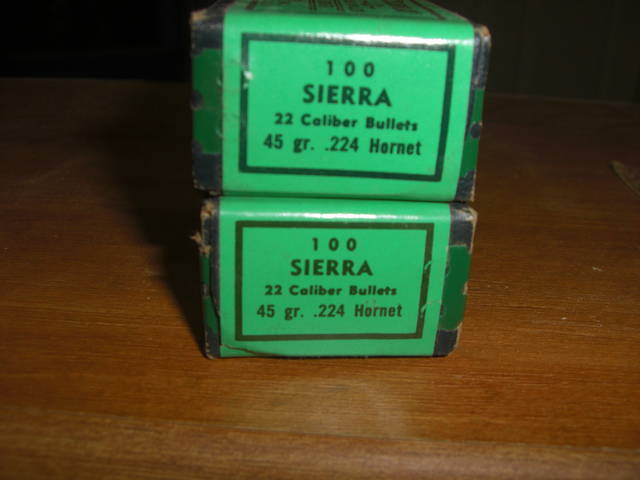 100
SIERRA
22 Caliber Bullets
45 gr. .224 Hornet
100
SIERRA
22 Caliber Bullets
45 gr. .224 Hornet